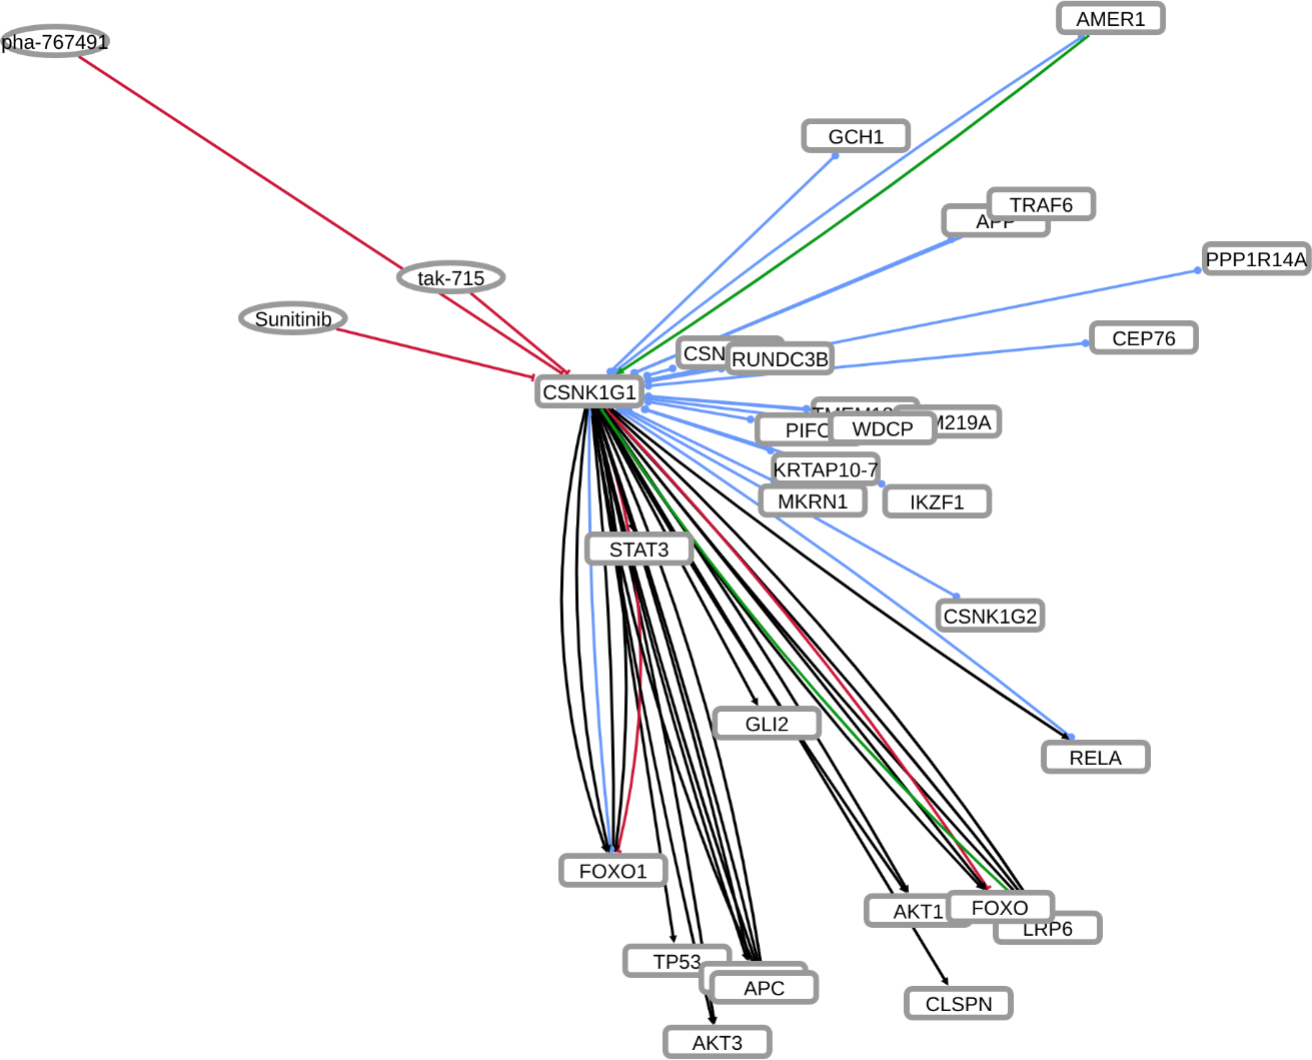 AMER1
pha-767491
GCH1
TRAF6
APP
PPP1R14A
tak-715
Sunitinib
CEP76
CSN
RUNDC3B
CSNK1G1
M219A
PIFO
WDCP
KRTAP10-7
MKRN1
IKZF1
STAT3
CSNK1G2
GLI2
RELA
FOXO1
AKT1
FOXO
LRP6
TP53
APC
CLSPN
AKT3